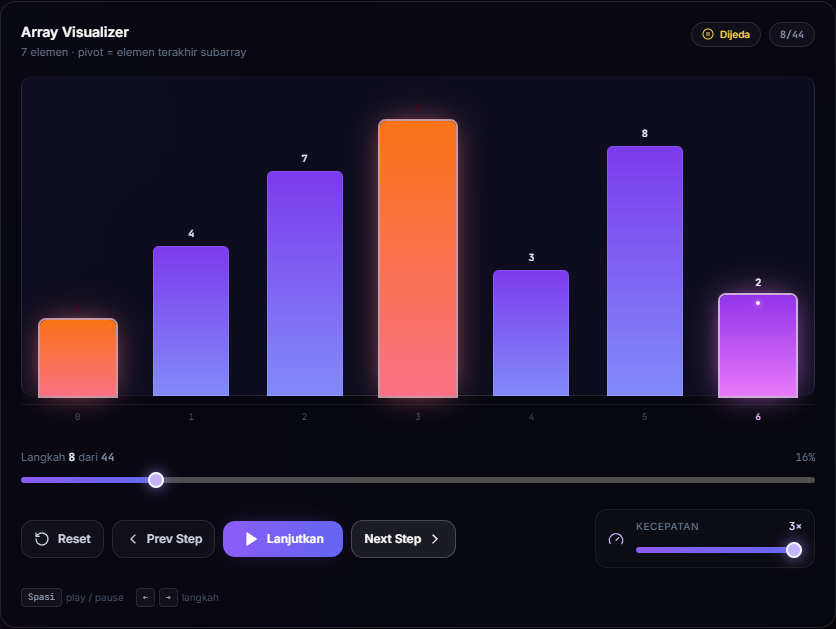 Array Visualizer
7 elemen · pivot = elemen terakhir subarray
Dijeda
8/44
4
7
3
8
2
0
1
2
3
4
5
6
Langkah 8 dari 44
16%
Reset
Prev Step
Lanjutkan
Next Step
KECEPATAN
3×
Spasi play / pause ← → langkah